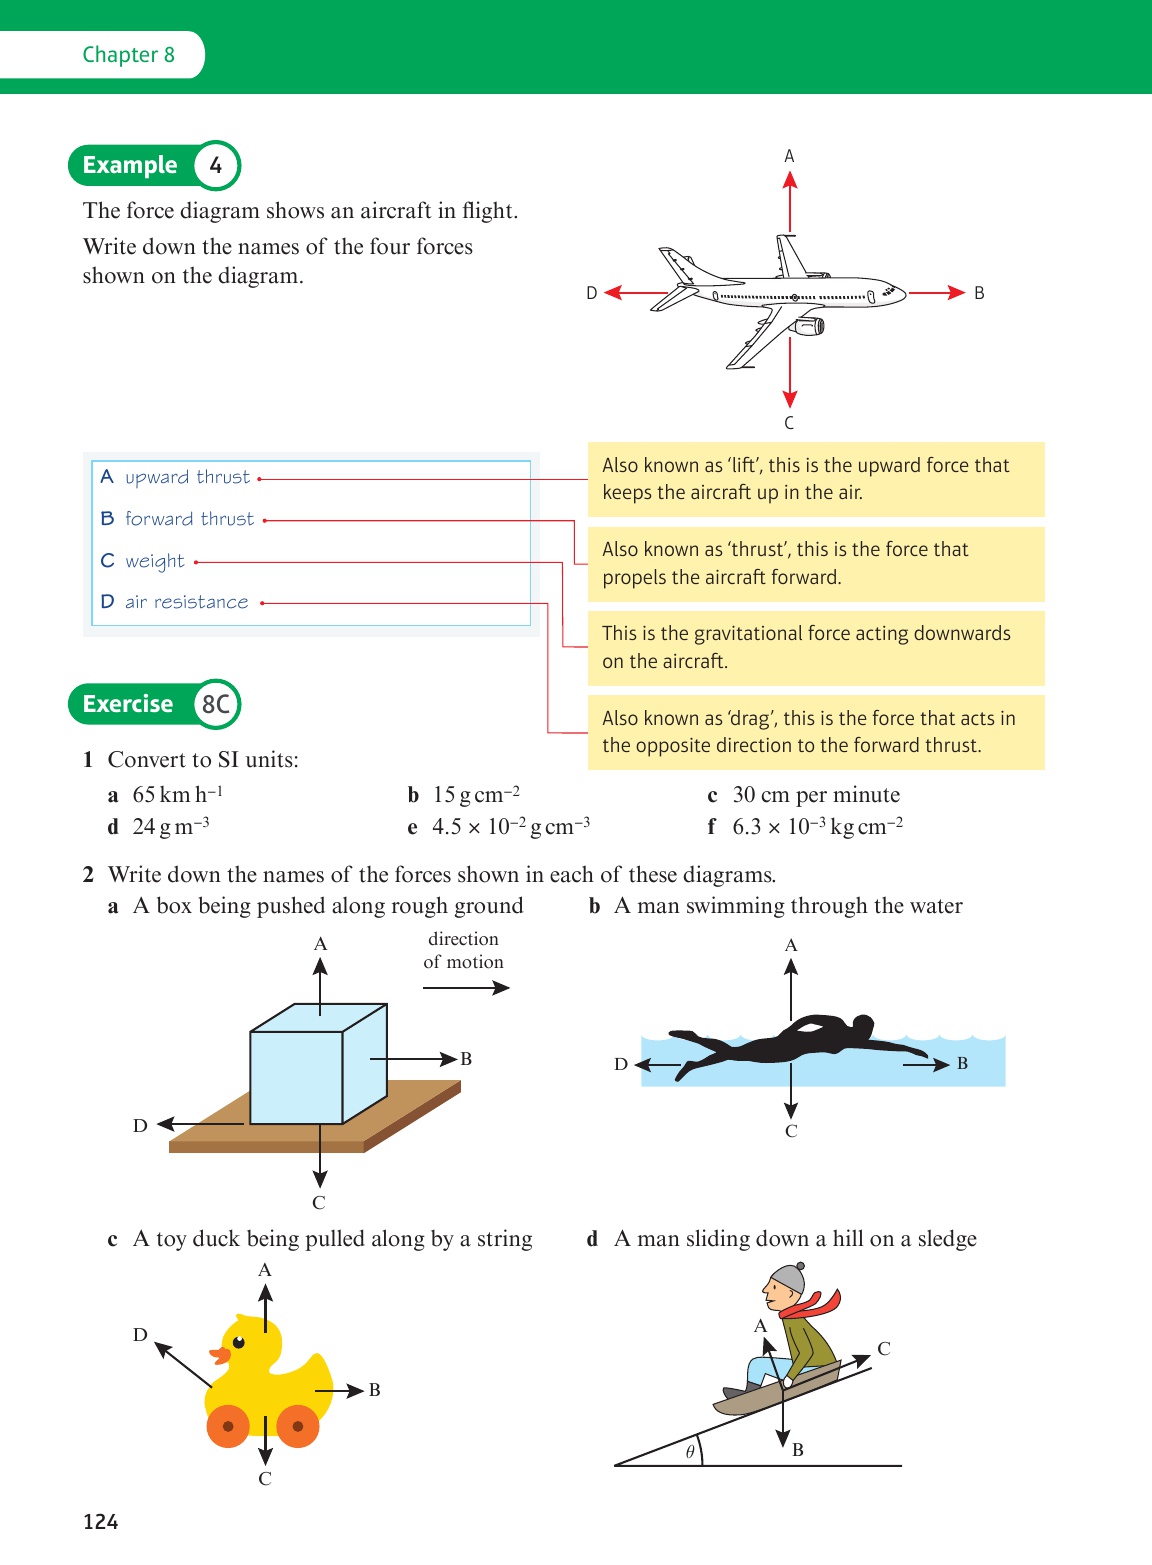 Chapter 8
Example 4
The force diagram shows an aircraft in flight.
Write down the names of the four forces
shown on the diagram.
A
D
B
C
A upward thrust
B forward thrust
C weight
D air resistance
Also known as ‘lift’, this is the upward force that
keeps the aircraft up in the air.
Also known as ‘thrust’, this is the force that
propels the aircraft forward.
This is the gravitational force acting downwards
on the aircraft.
Also known as ‘drag’, this is the force that acts in
the opposite direction to the forward thrust.
Exercise 8C
1 Convert to SI units:
a 65 km h⁻¹ b 15 g cm⁻² c 30 cm per minute
d 24 g m⁻³ e 4.5 × 10⁻² g cm⁻³ f 6.3 × 10⁻³ kg cm⁻²
2 Write down the names of the forces shown in each of these diagrams.
a A box being pushed along rough ground
A
direction
of motion
B
D
C
b A man swimming through the water
A
D
B
C
c A toy duck being pulled along by a string
A
D
B
C
d A man sliding down a hill on a sledge
A
C
B
θ
124